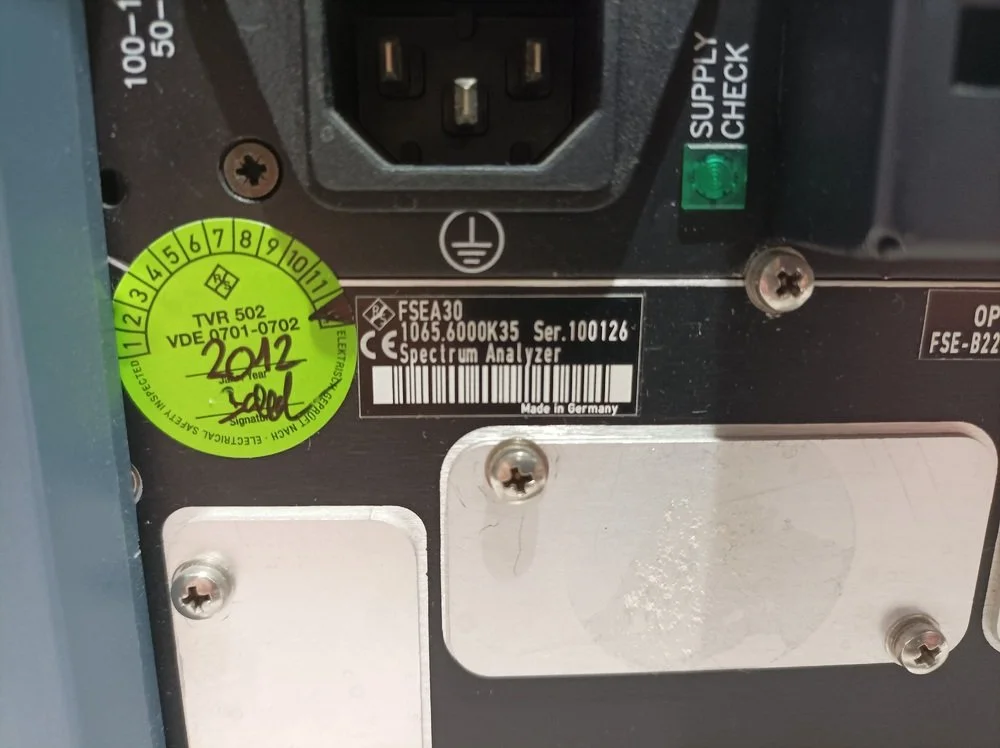 100-1
50-
SUPPLY
CHECK
1 2 3 4 5 6 7 8 9 10 11
R&S
TVR 502
VDE 0701-0702
2012
Year
Signature
ELEKTRISCH GEPRÜFT NACH · ELECTRICAL SAFETY INSPECTED
R&S FSEA30
1065.6000K35 Ser.100126
CE Spectrum Analyzer
Made in Germany
OP
FSE-B22